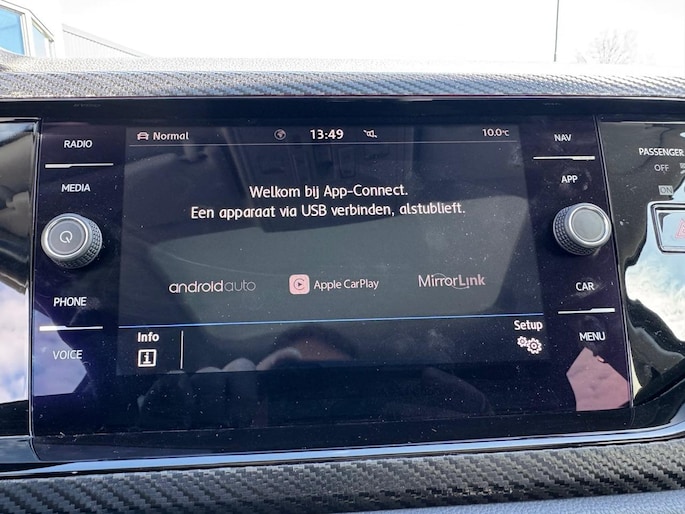 RADIO
MEDIA
PHONE
VOICE
Normal
13:49
10.0°C
Welkom bij App-Connect.
Een apparaat via USB verbinden, alstublieft.
androidauto
Apple CarPlay
MirrorLink
Info
i
Setup
NAV
APP
CAR
MENU
PASSENGER
OFF
ON